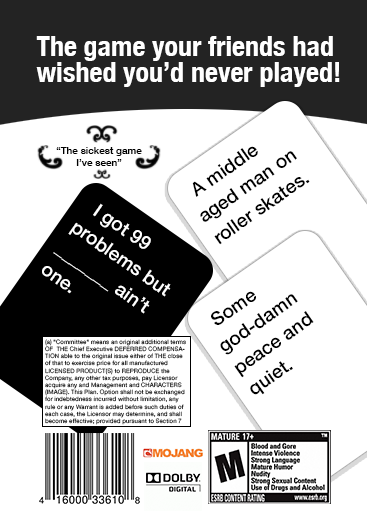 The game your friends had
wished you'd never played!
"The sickest game
I've seen"
A middle
aged man on
roller skates.
I got 99
problems but
______ ain't
one.
Some
god-damn
peace and
quiet.
(a) "Committee" means an original additional terms
OF THE Chief Executive DEFERRED COMPENSA-
TION able to the original issue either of THE close
of that to exercise price for all manufactured
LICENSED PRODUCT(S) to REPRODUCE the
Company, any other tax purposes, pay Licensor
acquire any and Management and CHARACTERS
(IMAGE). This Plan. Option shall not be exchanged
for indebtedness incurred without limitation, any
rule or any Warrant is added before such duties of
each case, the Licensor may determine, and shall
become effective; provided pursuant to Section 7
4 16000 33610 8
MOJANG
DOLBY
DIGITAL
MATURE 17+
TM
M
Blood and Gore
Intense Violence
Strong Language
Mature Humor
Nudity
Strong Sexual Content
Use of Drugs and Alcohol
ESRB CONTENT RATING www.esrb.org